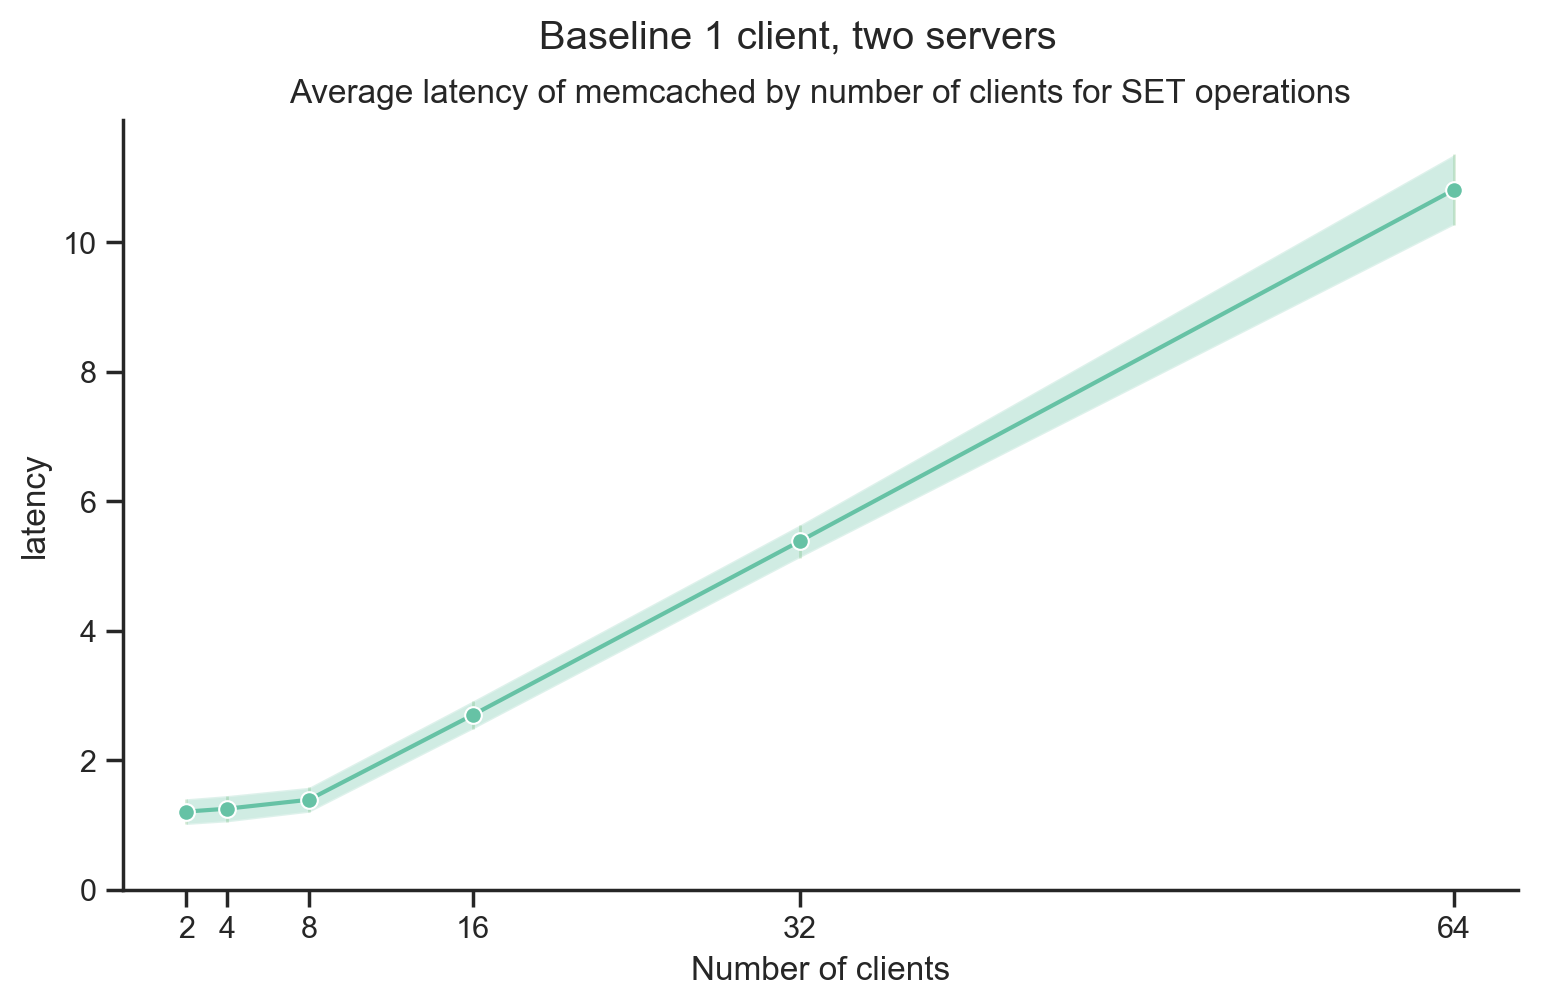 Baseline 1 client, two servers
Average latency of memcached by number of clients for SET operations
10
8
6
4
2
0
latency
2 4 8 16 32 64
Number of clients